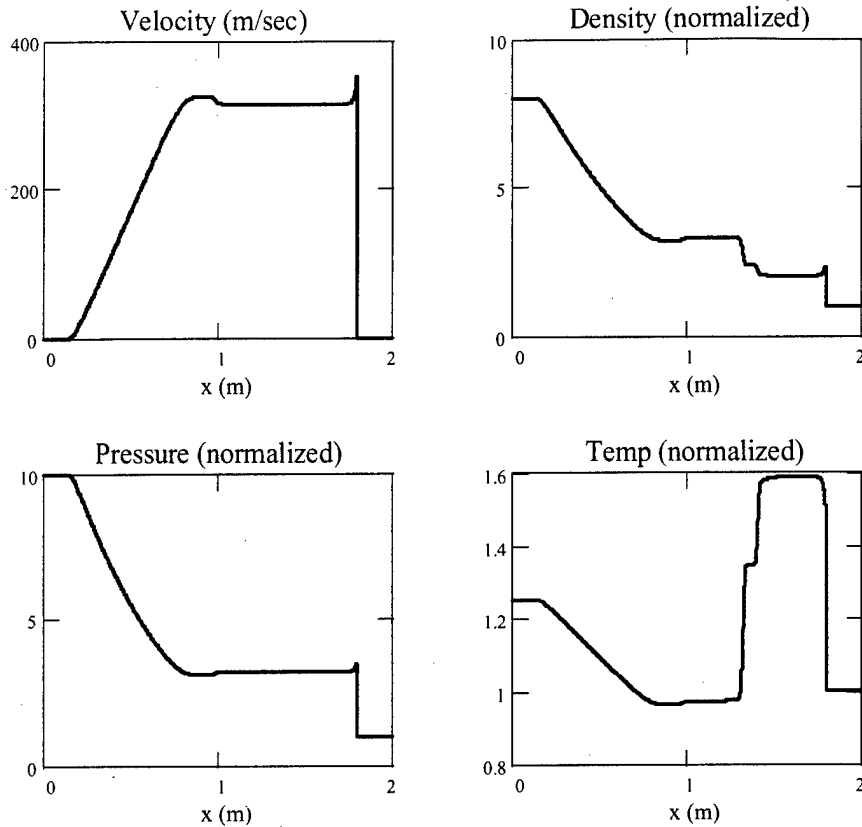 Velocity (m/sec)
400
200
0
0 1 2
x (m)
Density (normalized)
10
5
0
0 1 2
x (m)
Pressure (normalized)
10
5
0
0 1 2
x (m)
Temp (normalized)
1.6
1.4
1.2
1
0.8
0 1 2
x (m)